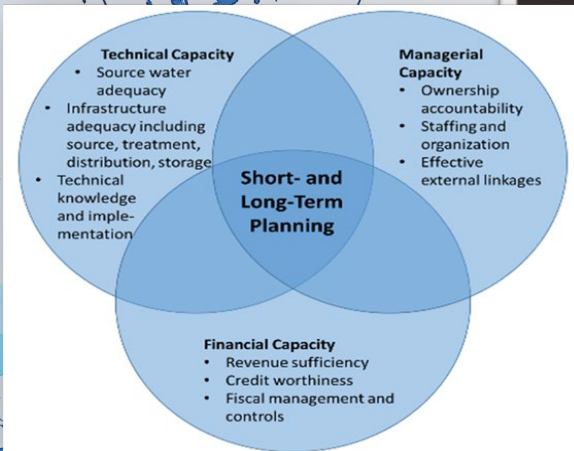 Technical Capacity
• Source water
adequacy
• Infrastructure
adequacy including
source, treatment,
distribution, storage
• Technical
knowledge
and imple-
mentation
Managerial
Capacity
• Ownership
accountability
• Staffing and
organization
• Effective
external linkages
Short- and
Long-Term
Planning
Financial Capacity
• Revenue sufficiency
• Credit worthiness
• Fiscal management and
controls